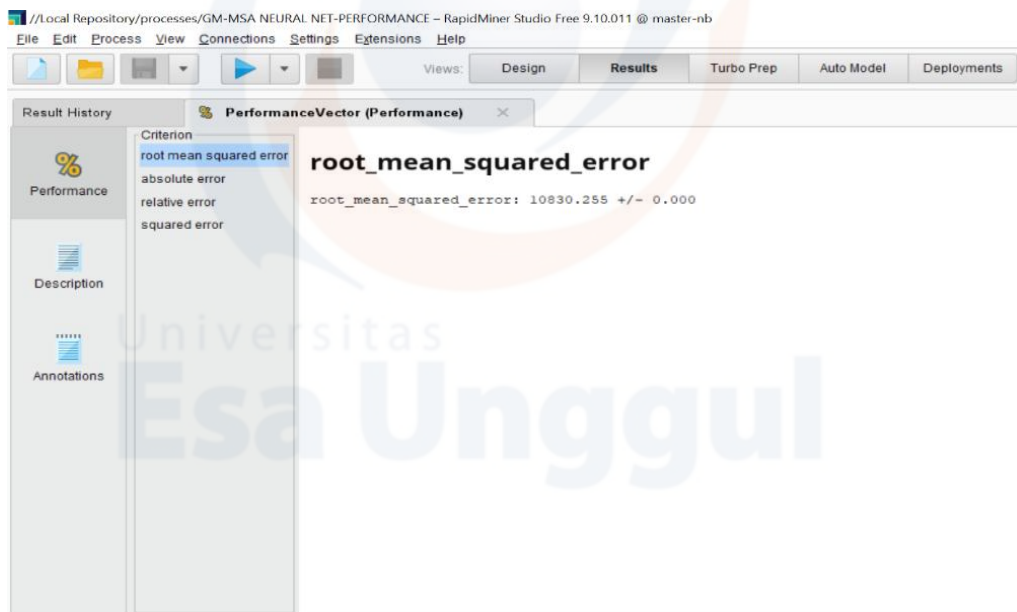 //Local Repository/processes/GM-MSA NEURAL NET-PERFORMANCE – RapidMiner Studio Free 9.10.011 @ master-nb
File Edit Process View Connections Settings Extensions Help
Views: Design Results Turbo Prep Auto Model Deployments
Result History
% PerformanceVector (Performance)
%
Performance
Description
Annotations
Criterion
root mean squared error
absolute error
relative error
squared error
root_mean_squared_error
root_mean_squared_error: 10830.255 +/- 0.000
Universitas
Esa Unggul